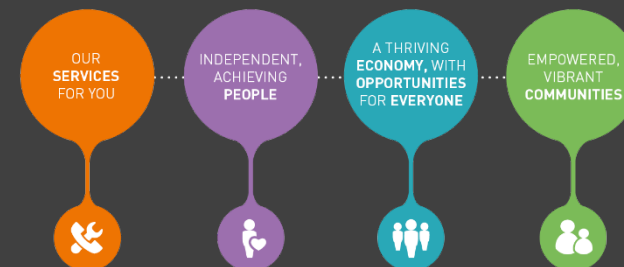 OUR
SERVICES
FOR YOU
INDEPENDENT,
ACHIEVING
PEOPLE
A THRIVING
ECONOMY, WITH
OPPORTUNITIES
FOR EVERYONE
EMPOWERED,
VIBRANT
COMMUNITIES